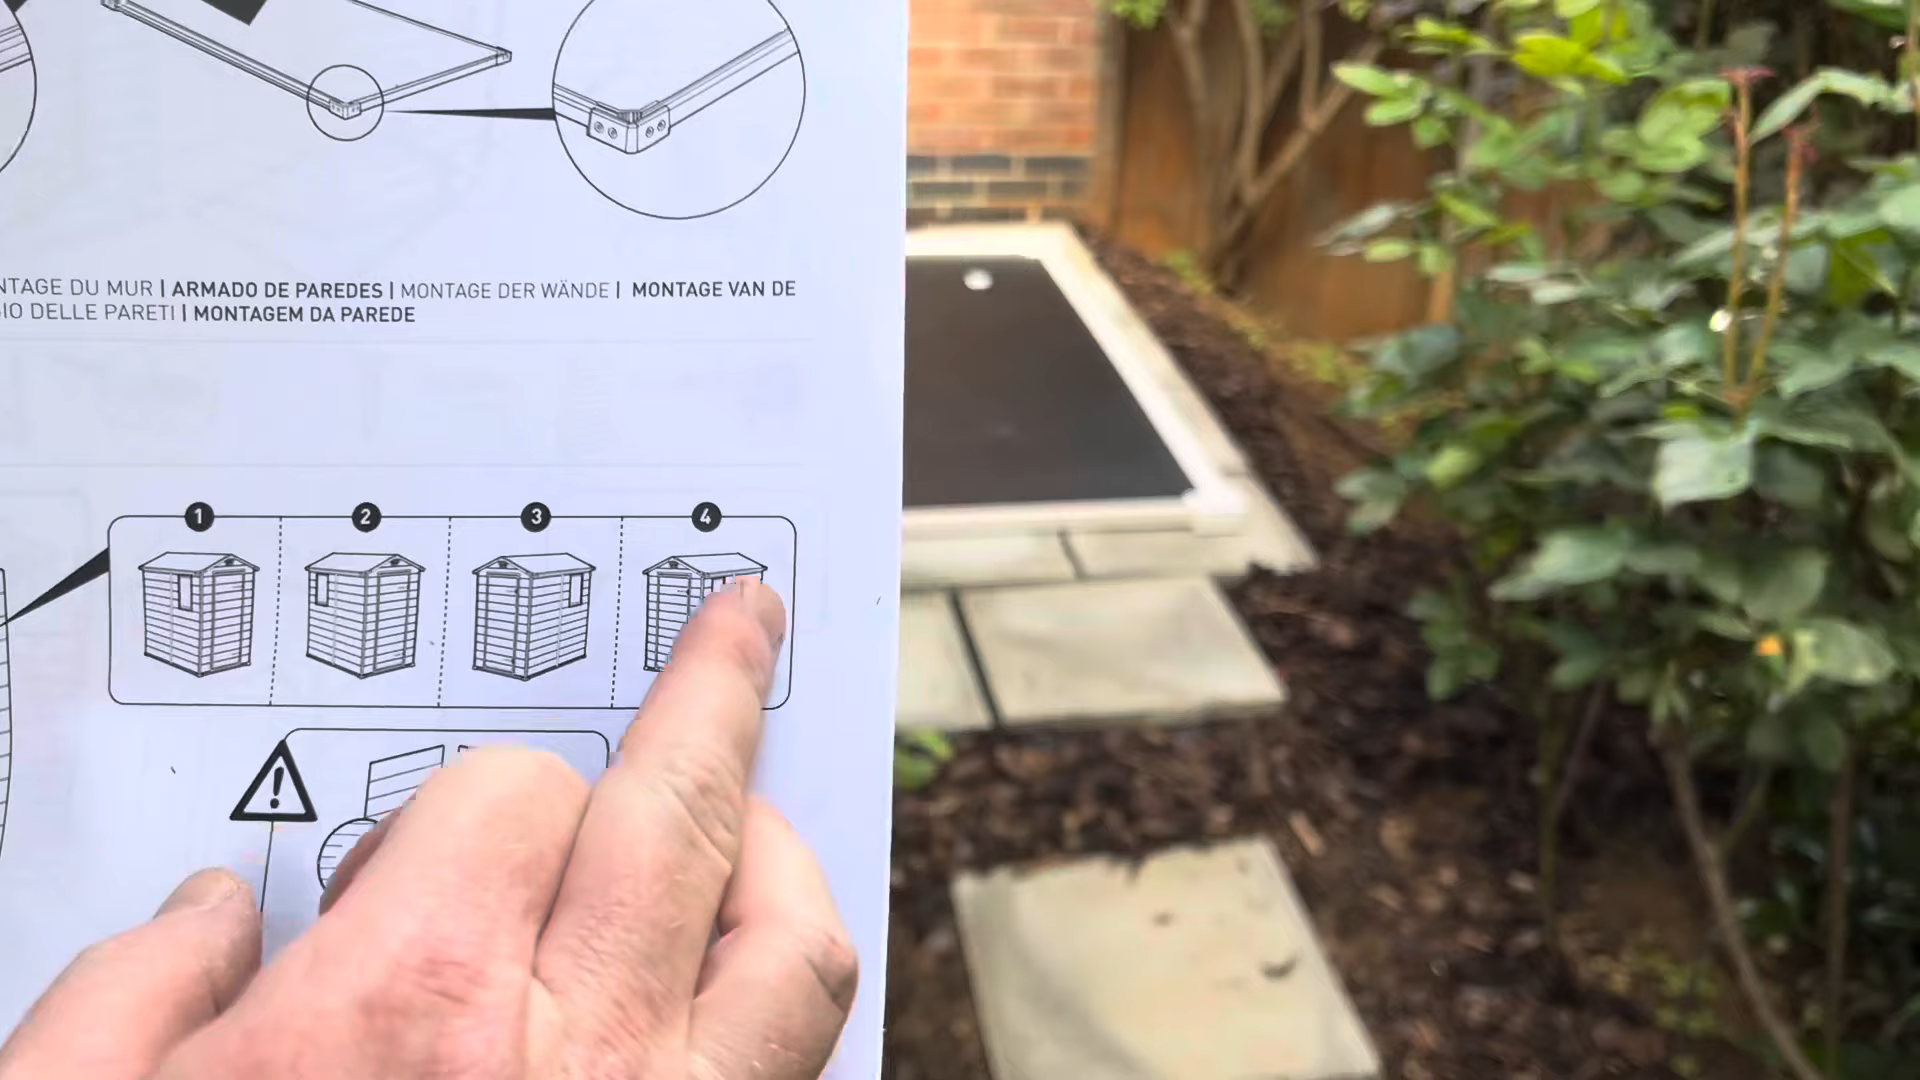 NTAGE DU MUR | ARMADO DE PAREDES | MONTAGE DER WÄNDE | MONTAGE VAN DE
IO DELLE PARETI | MONTAGEM DA PAREDE
1 2 3 4